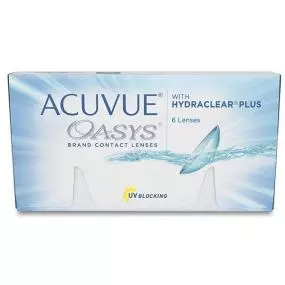 ACUVUE®
OASYS®
BRAND CONTACT LENSES
WITH
HYDRACLEAR® PLUS
6 Lenses
UV BLOCKING